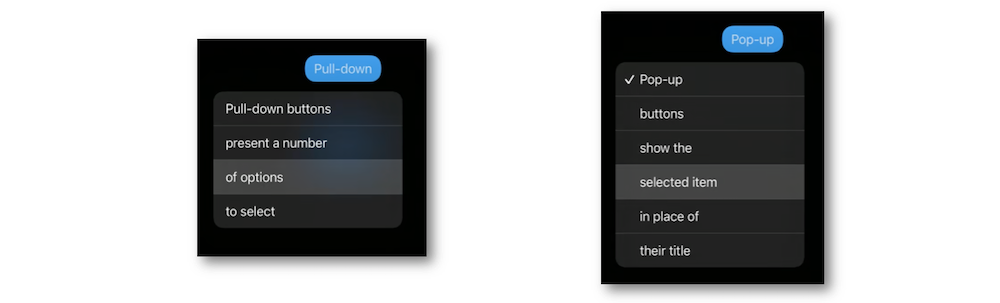 Pull-down
Pull-down buttons
present a number
of options
to select
Pop-up
✓ Pop-up
buttons
show the
selected item
in place of
their title